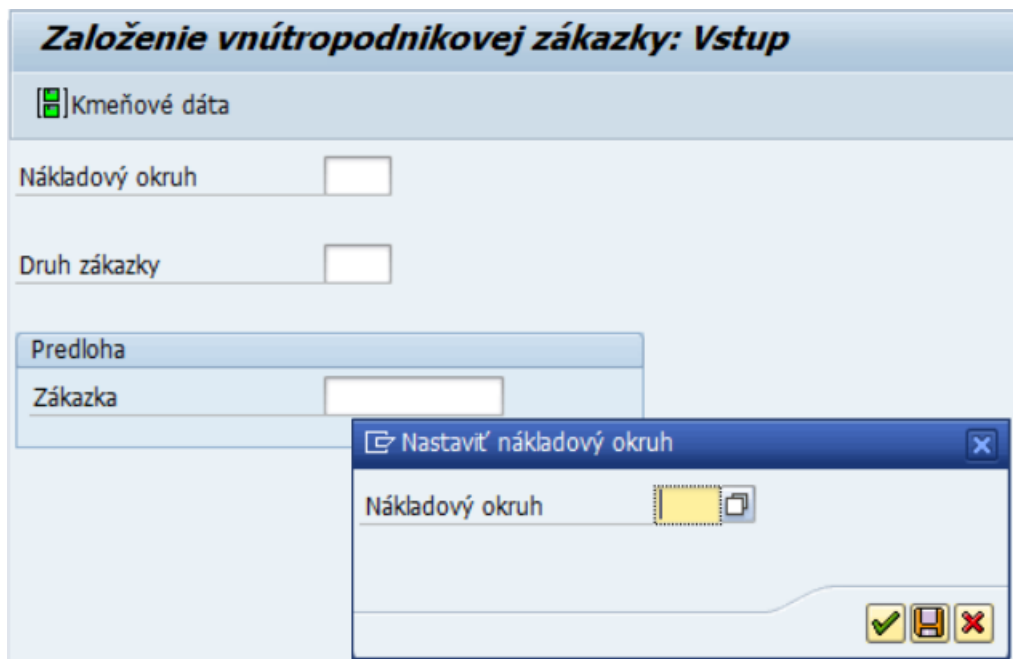 Založenie vnútropodnikovej zákazky: Vstup
Kmeňové dáta
Nákladový okruh
Druh zákazky
Predloha
Zákazka
Nastaviť nákladový okruh
Nákladový okruh